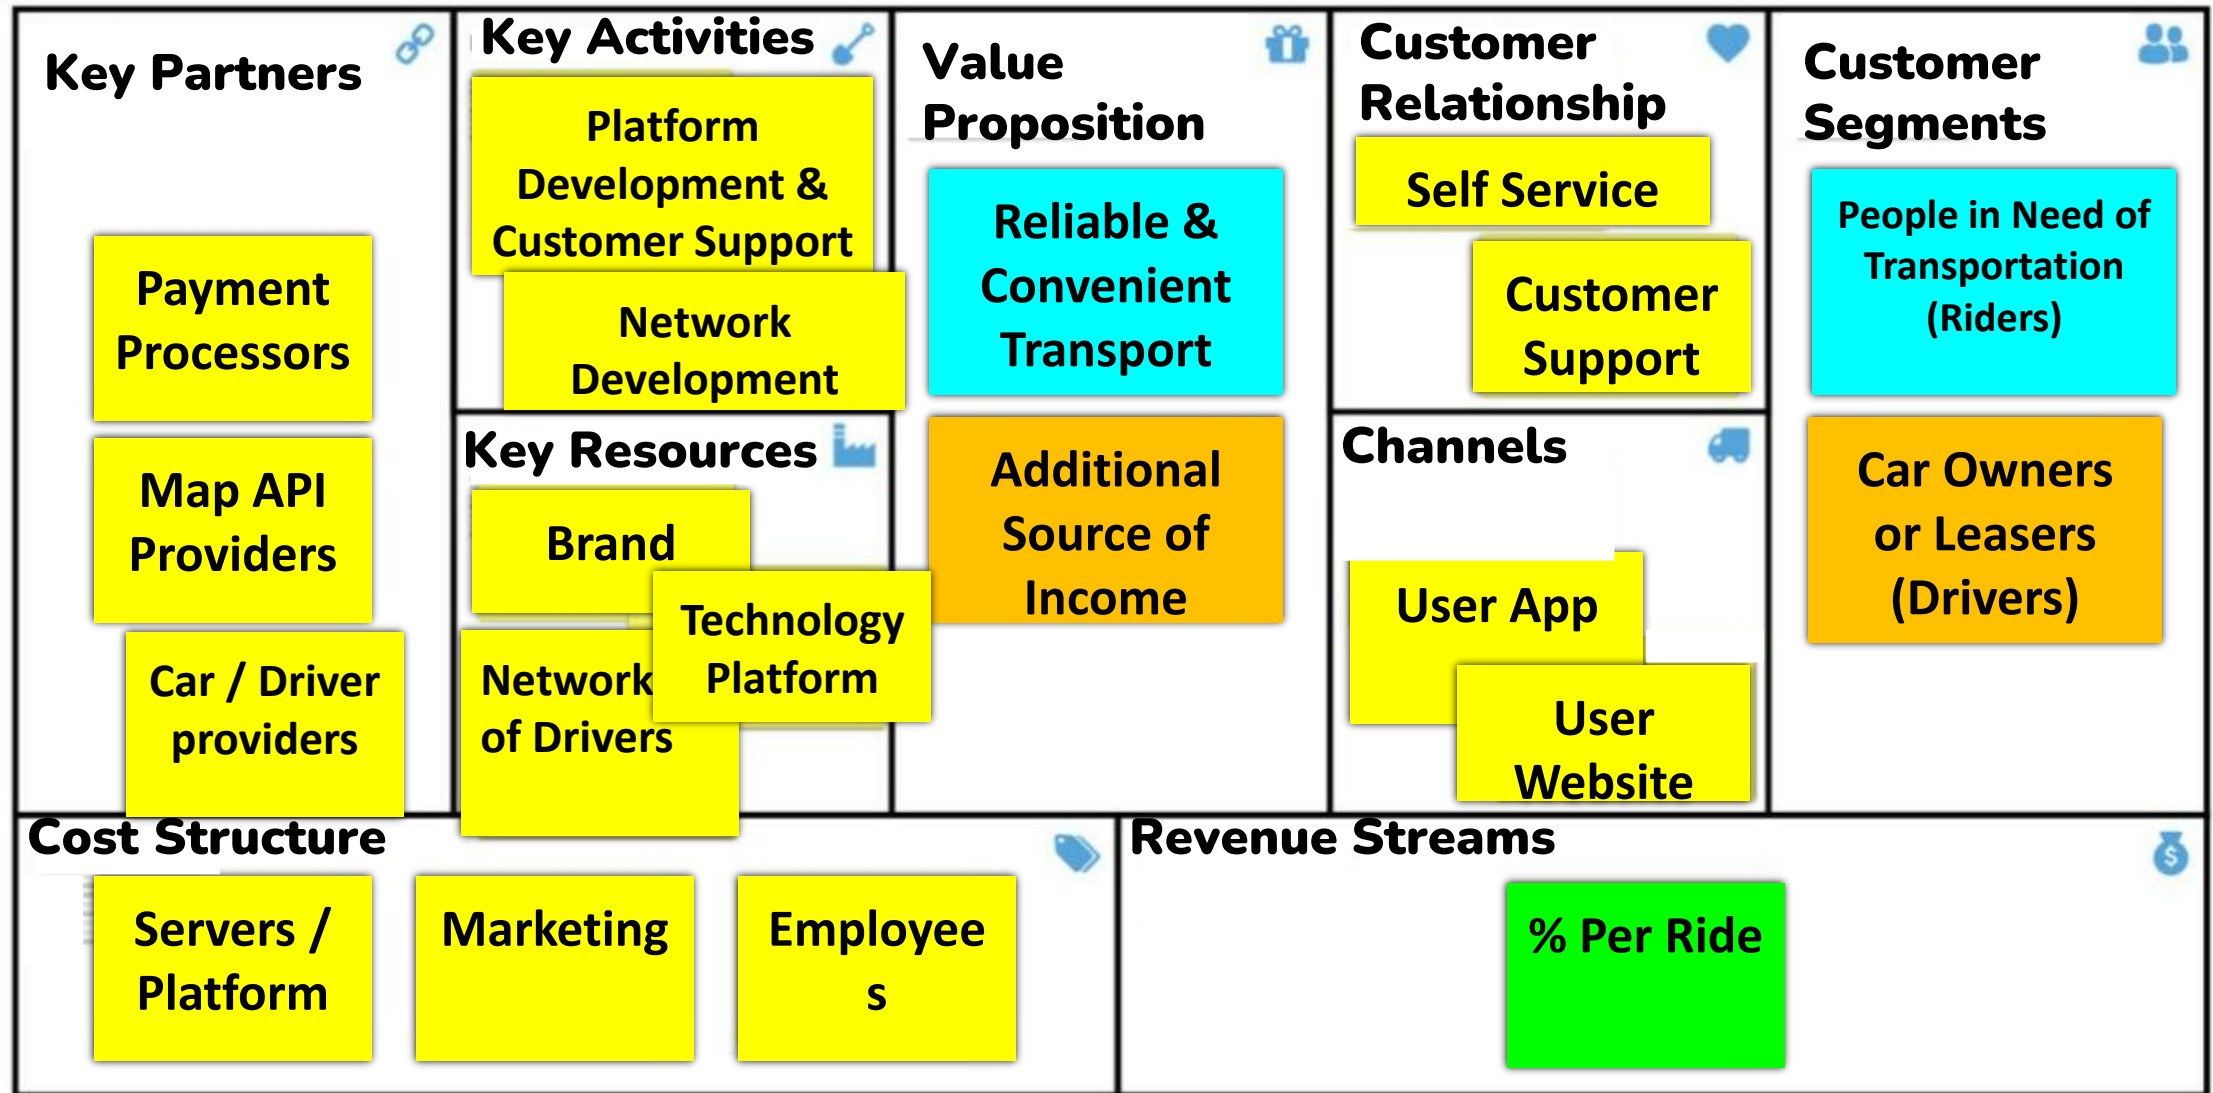 Key Partners
Payment
Processors
Map API
Providers
Car / Driver
providers
Key Activities
Platform
Development &
Customer Support
Network
Development
Key Resources
Brand
Technology
Platform
Network
of Drivers
Value
Proposition
Reliable &
Convenient
Transport
Additional
Source of
Income
Customer
Relationship
Self Service
Customer
Support
Channels
User App
User
Website
Customer
Segments
People in Need of
Transportation
(Riders)
Car Owners
or Leasers
(Drivers)
Cost Structure
Servers /
Platform
Marketing
Employee
s
Revenue Streams
$
% Per Ride